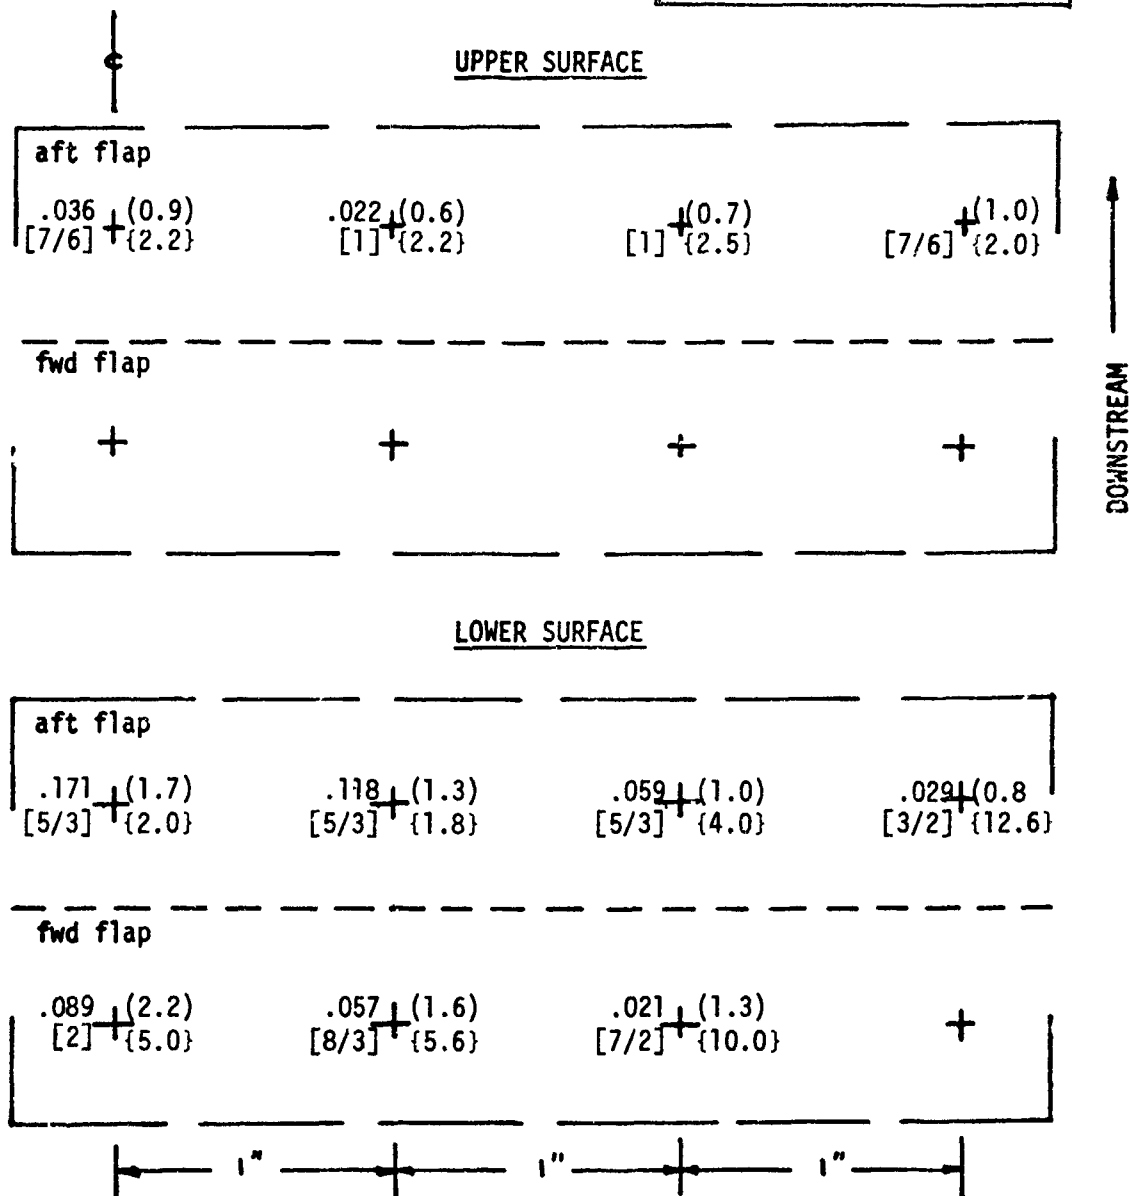 ℄
UPPER SURFACE
aft flap
.036 (0.9) .022 (0.6) (0.7) (1.0)
[7/6] {2.2} [1] {2.2} [1] {2.5} [7/6] {2.0}
fwd flap
DOWNSTREAM
LOWER SURFACE
aft flap
.171 (1.7) .118 (1.3) .059 (1.0) .029 (0.8
[5/3] {2.0} [5/3] {1.8} [5/3] {4.0} [3/2] {12.6}
fwd flap
.089 (2.2) .057 (1.6) .021 (1.3)
[2] {5.0} [8/3] {5.6} [7/2] {10.0}
1" 1" 1"